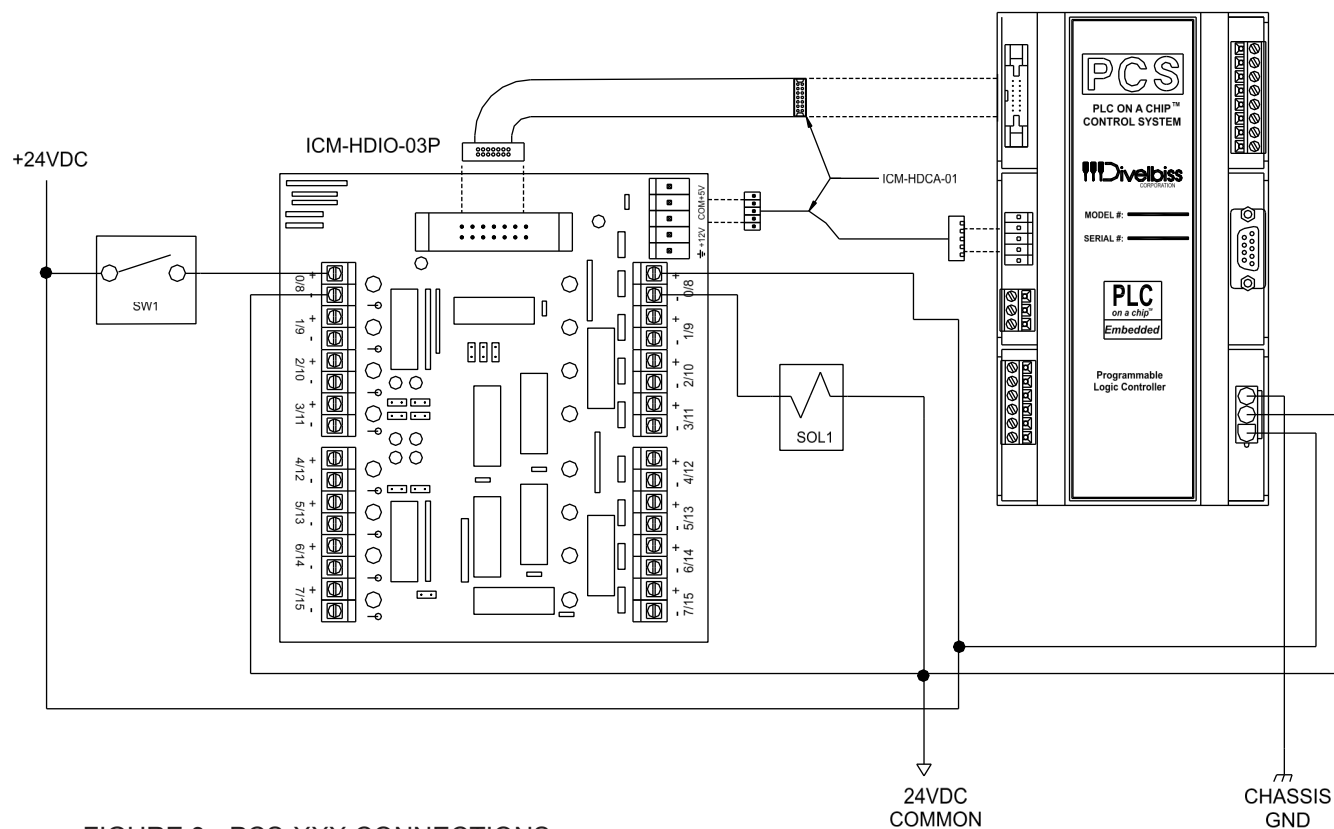 +24VDC
SW1
ICM-HDIO-03P
ICM-HDCA-01
+12V COM+5V
0/8 + -
1/9 + -
2/10 + -
3/11 + -
4/12 + -
5/13 + -
6/14 + -
7/15 + -
+ - 0/8
+ - 1/9
+ - 2/10
+ - 3/11
+ - 4/12
+ - 5/13
+ - 6/14
+ - 7/15
SOL1
PCS
PLC ON A CHIP™
CONTROL SYSTEM
Divelbiss
CORPORATION
MODEL #:
SERIAL #:
PLC
on a chip™
Embedded
Programmable
Logic Controller
24VDC
COMMON
CHASSIS
GND